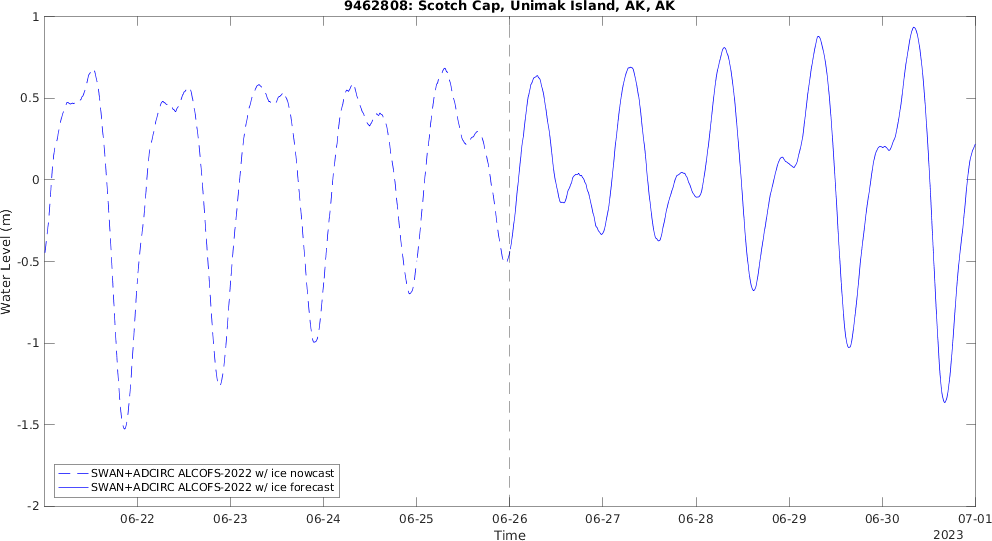 9462808: Scotch Cap, Unimak Island, AK, AK
1
0.5
0
-0.5
-1
-1.5
-2
Water Level (m)
SWAN+ADCIRC ALCOFS-2022 w/ ice nowcast
SWAN+ADCIRC ALCOFS-2022 w/ ice forecast
06-22 06-23 06-24 06-25 06-26 06-27 06-28 06-29 06-30 07-01
Time
2023